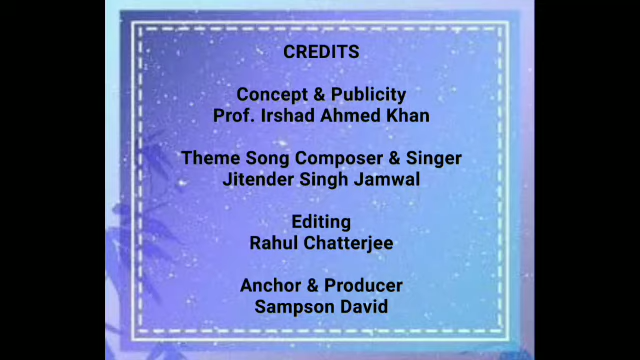 CREDITS
Concept & Publicity
Prof. Irshad Ahmed Khan
Theme Song Composer & Singer
Jitender Singh Jamwal
Editing
Rahul Chatterjee
Anchor & Producer
Sampson David